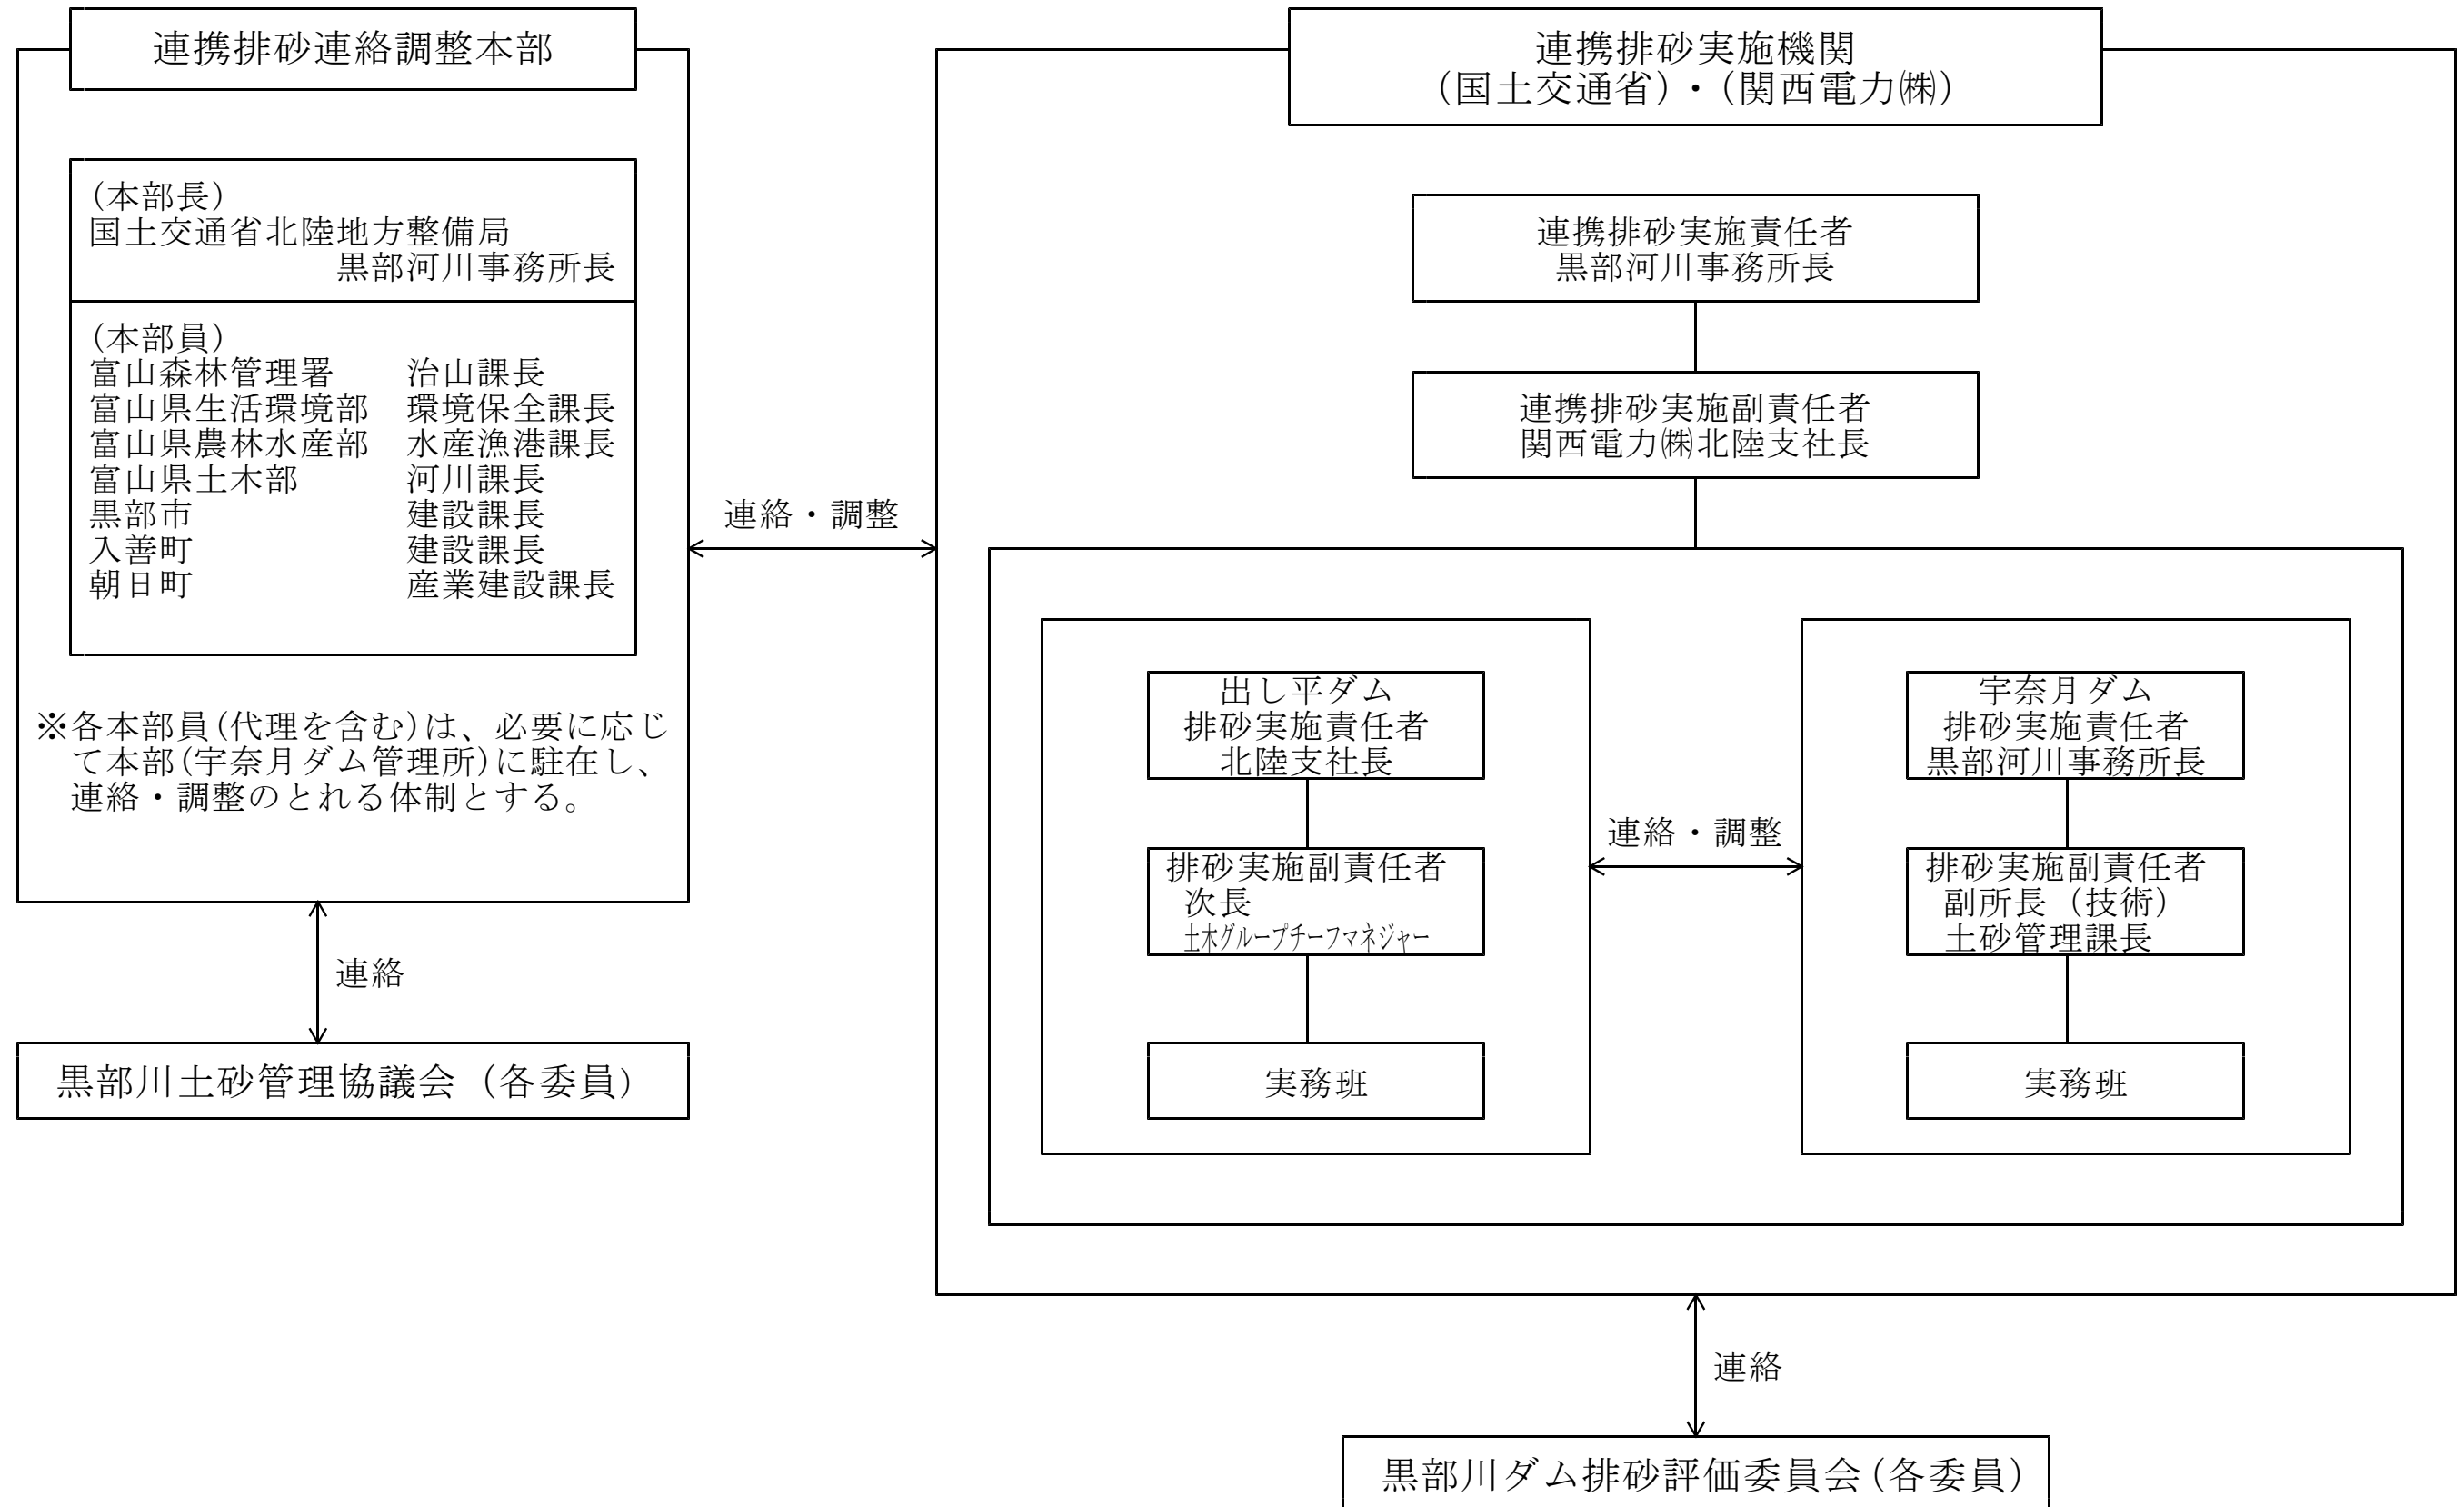 連携排砂連絡調整本部
(本部長)
国土交通省北陸地方整備局
黒部河川事務所長
(本部員)
富山森林管理署 治山課長
富山県生活環境部 環境保全課長
富山県農林水産部 水産漁港課長
富山県土木部 河川課長
黒部市 建設課長
入善町 建設課長
朝日町 産業建設課長
※各本部員(代理を含む)は、必要に応じ
て本部(宇奈月ダム管理所)に駐在し、
連絡・調整のとれる体制とする。
連絡
黒部川土砂管理協議会（各委員）
連絡・調整
連携排砂実施機関
(国土交通省)・(関西電力㈱)
連携排砂実施責任者
黒部河川事務所長
連携排砂実施副責任者
関西電力㈱北陸支社長
出し平ダム
排砂実施責任者
北陸支社長
排砂実施副責任者
次長
土木グループチーフマネジャー
実務班
連絡・調整
宇奈月ダム
排砂実施責任者
黒部河川事務所長
排砂実施副責任者
副所長（技術）
土砂管理課長
実務班
連絡
黒部川ダム排砂評価委員会(各委員)